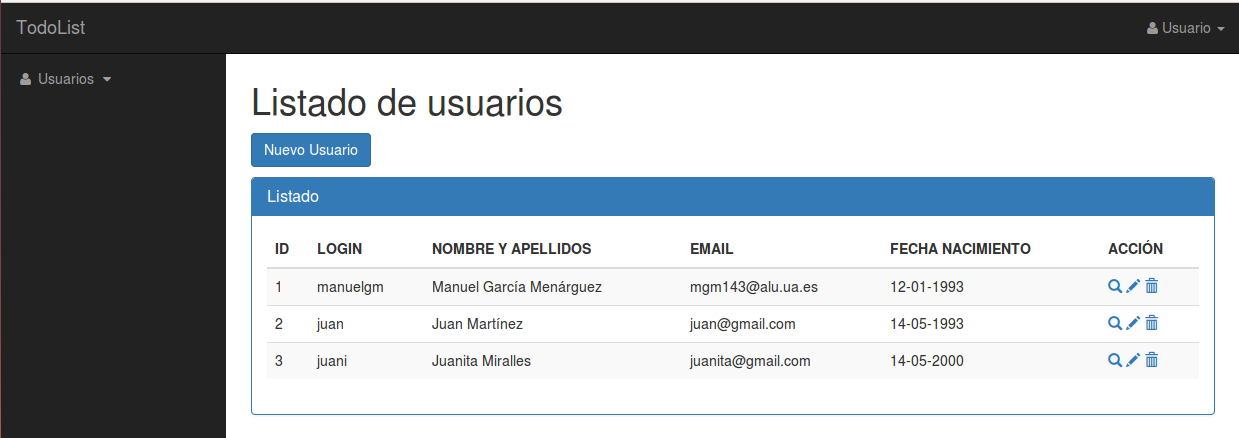 TodoList Usuario
Usuarios
Listado de usuarios
Nuevo Usuario
Listado
ID LOGIN NOMBRE Y APELLIDOS EMAIL FECHA NACIMIENTO ACCIÓN
1 manuelgm Manuel García Menárguez mgm143@alu.ua.es 12-01-1993
2 juan Juan Martínez juan@gmail.com 14-05-1993
3 juani Juanita Miralles juanita@gmail.com 14-05-2000